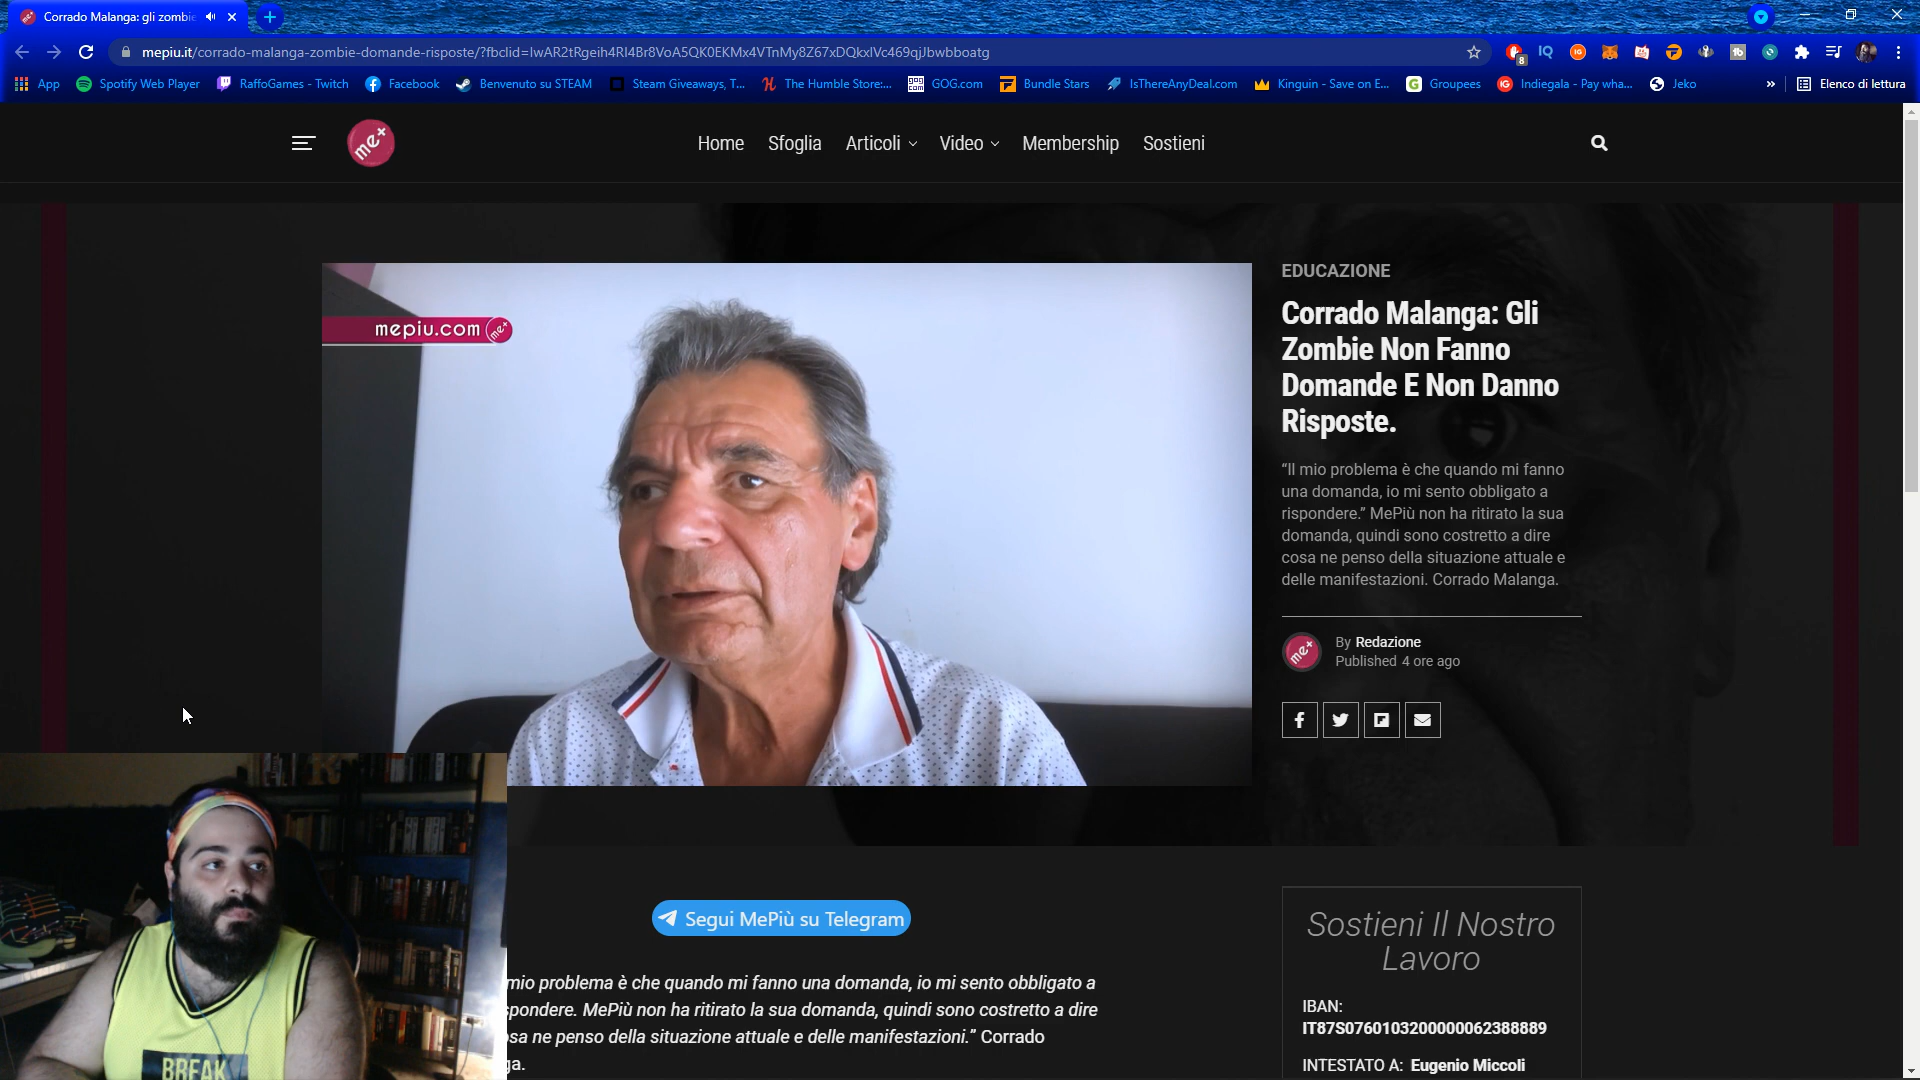 Corrado Malanga: gli zombie
mepiu.it/corrado-malanga-zombie-domande-risposte/?fbclid=IwAR2tRgeih4RI4Br8VoA5QK0EKMx4VTnMy8Z67xDQkxIVc469qjJbwbboatg
App Spotify Web Player RaffoGames - Twitch Facebook Benvenuto su STEAM Steam Giveaways, T... The Humble Store:... GOG.com Bundle Stars IsThereAnyDeal.com Kinguin - Save on E... Groupees Indiegala - Pay wha... Jeko » Elenco di lettura
me+ Home Sfoglia Articoli Video Membership Sostieni
mepiu.com me+
EDUCAZIONE
Corrado Malanga: Gli
Zombie Non Fanno
Domande E Non Danno
Risposte.
“Il mio problema è che quando mi fanno
una domanda, io mi sento obbligato a
rispondere.” MePiù non ha ritirato la sua
domanda, quindi sono costretto a dire
cosa ne penso della situazione attuale e
delle manifestazioni. Corrado Malanga.
me+ By Redazione
Published 4 ore ago
Segui MePiù su Telegram
mio problema è che quando mi fanno una domanda, io mi sento obbligato a
spondere. MePiù non ha ritirato la sua domanda, quindi sono costretto a dire
osa ne penso della situazione attuale e delle manifestazioni.” Corrado
ga.
Sostieni Il Nostro
Lavoro
IBAN:
IT87S0760103200000062388889
INTESTATO A: Eugenio Miccoli
BREAK